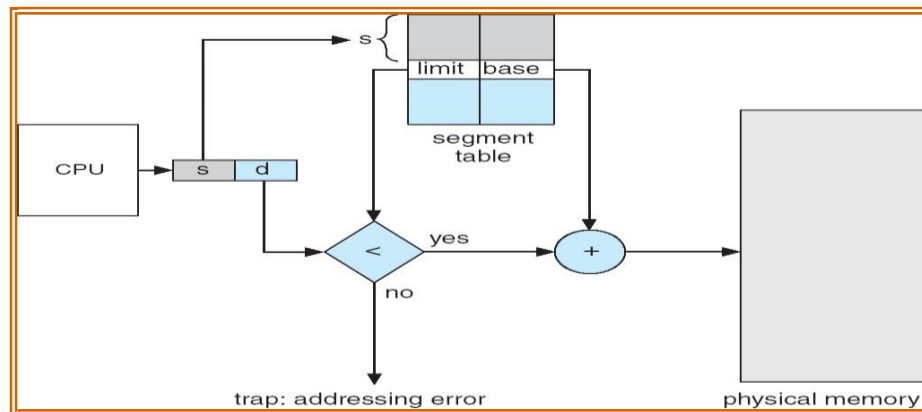 s
limit base
segment
table
CPU
s d
<
yes
+
no
trap: addressing error
physical memory